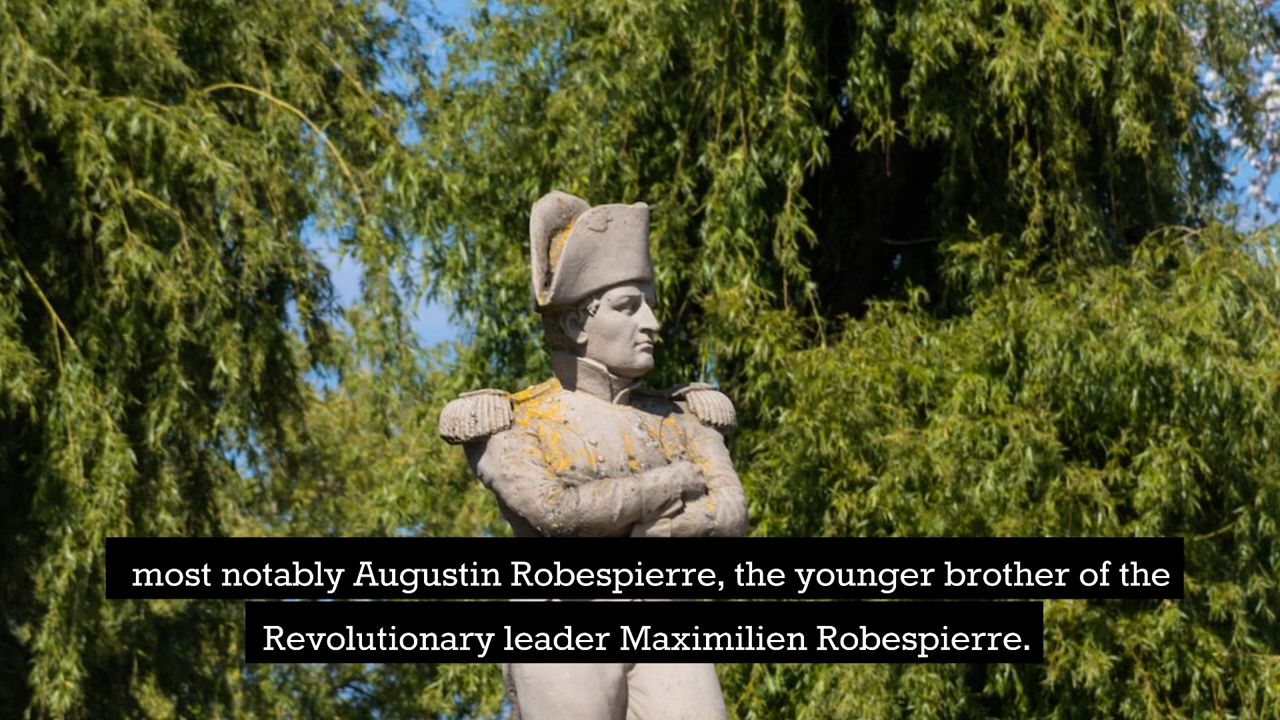 most notably Augustin Robespierre, the younger brother of the
Revolutionary leader Maximilien Robespierre.